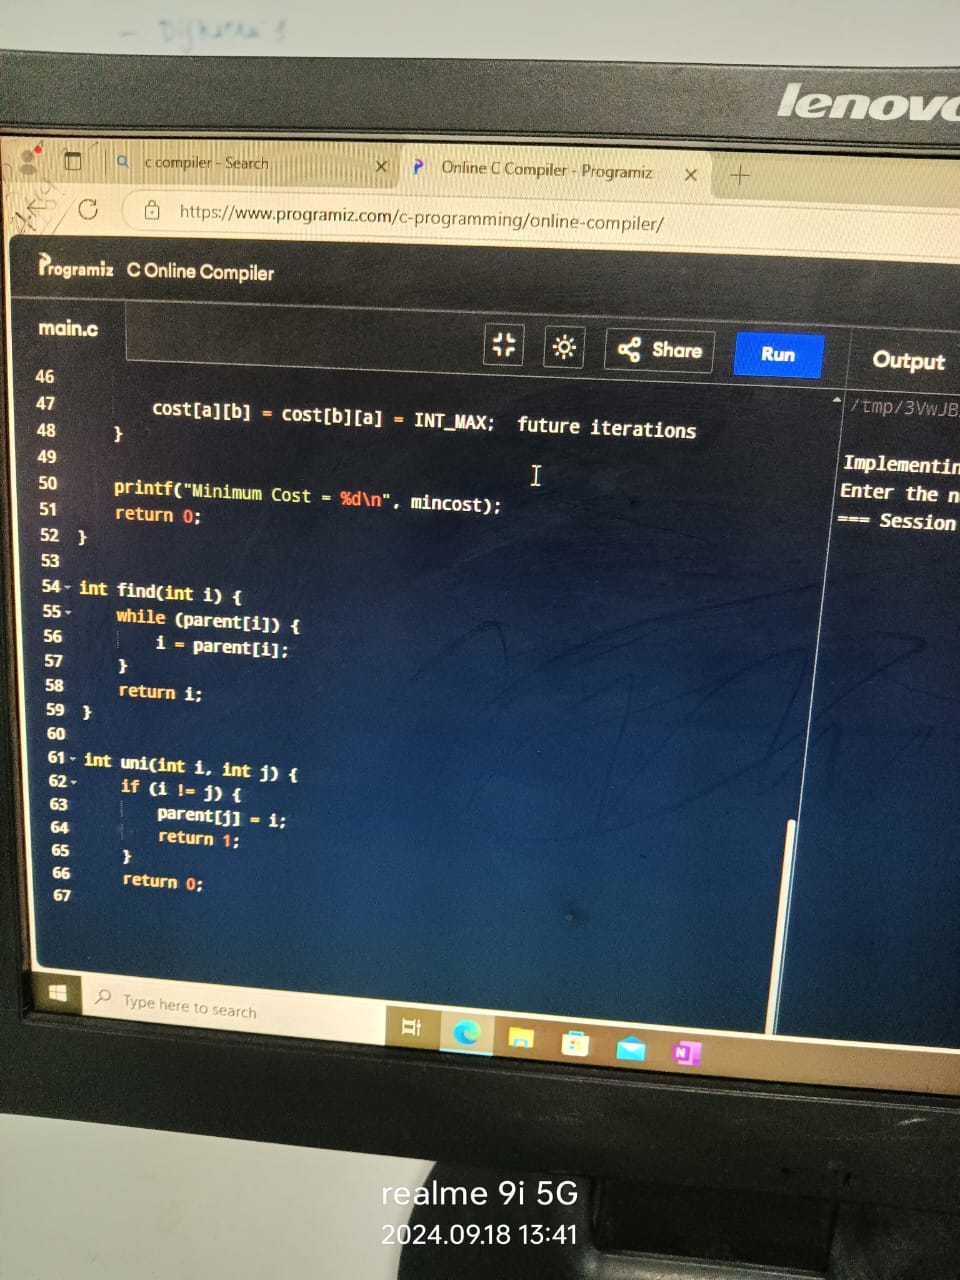 - Dijkstra's
lenovo
c compiler - Search
Online C Compiler - Programiz
https://www.programiz.com/c-programming/online-compiler/
Programiz C Online Compiler
main.c
Share
Run
Output
46
47 cost[a][b] = cost[b][a] = INT_MAX; future iterations
48 }
49
50 printf("Minimum Cost = %d\n", mincost);
51 return 0;
52 }
53
54 int find(int i) {
55 while (parent[i]) {
56 i = parent[i];
57 }
58 return i;
59 }
60
61 int uni(int i, int j) {
62 if (i != j) {
63 parent[j] = i;
64 return 1;
65 }
66 return 0;
67
/tmp/3VwJB
Implementin
Enter the n
=== Session
Type here to search
realme 9i 5G
2024.09.18 13:41